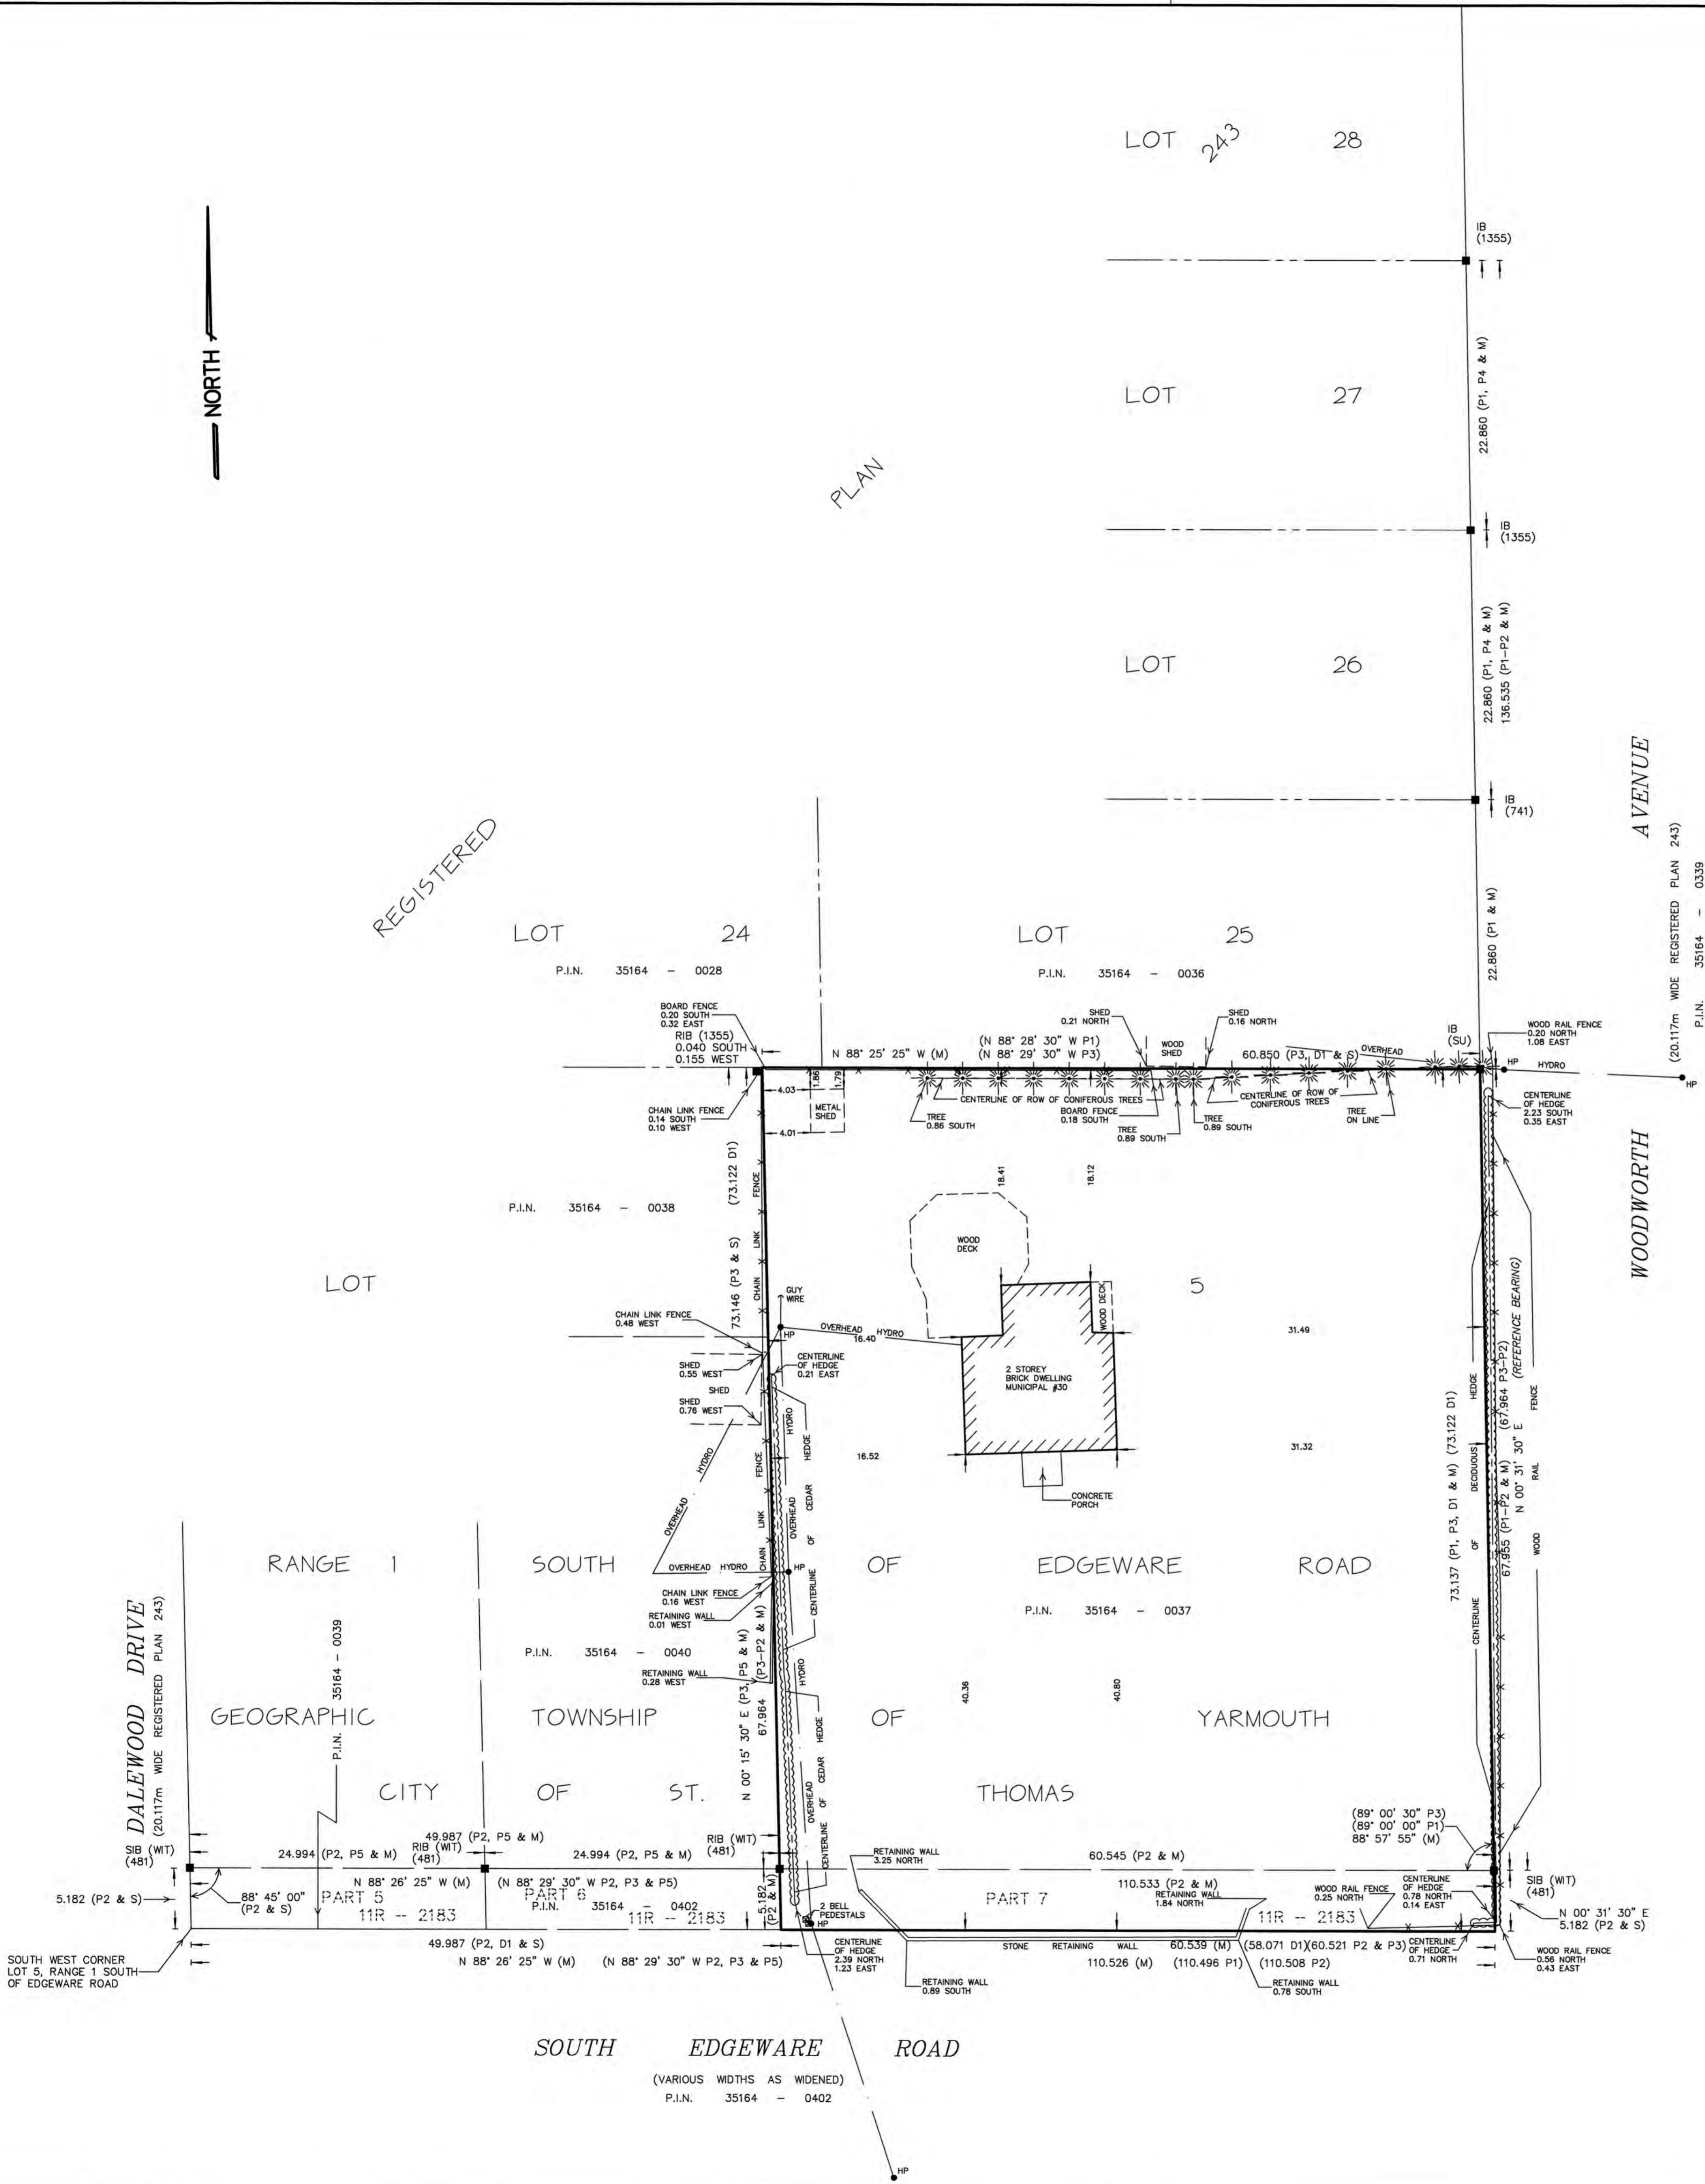 LOT 243 28
IB
(1355)
NORTH
22.860 (P1, P4 & M)
LOT 27
PLAN
IB
(1355)
22.860 (P1, P4 & M)
136.535 (P1-P2 & M)
LOT 26
IB
(741)
AVENUE
(20.117m WIDE REGISTERED PLAN 243)
P.I.N. 35164 - 0339
WOODWORTH
REGISTERED
22.860 (P1 & M)
LOT 24
P.I.N. 35164 - 0028
LOT 25
P.I.N. 35164 - 0036
BOARD FENCE
0.20 SOUTH
0.32 EAST
RIB (1355)
0.040 SOUTH
0.155 WEST
N 88° 25' 25" W (M)
(N 88° 28' 30" W P1)
(N 88° 29' 30" W P3)
SHED
0.21 NORTH
WOOD
SHED
SHED
0.16 NORTH
60.850 (P3, D1 & S)
OVERHEAD
IB
(SU)
WOOD RAIL FENCE
0.20 NORTH
1.08 EAST
HP
HYDRO
HP
1.86
1.79
4.03
METAL
SHED
4.01
CHAIN LINK FENCE
0.14 SOUTH
0.10 WEST
CENTERLINE OF ROW OF CONIFEROUS TREES
TREE
0.86 SOUTH
BOARD FENCE
0.18 SOUTH
TREE
0.89 SOUTH
TREE
0.89 SOUTH
CENTERLINE OF ROW OF
CONIFEROUS TREES
TREE
ON LINE
CENTERLINE
OF HEDGE
2.23 SOUTH
0.35 EAST
73.146 (P3 & S) (73.122 D1)
CHAIN LINK FENCE
P.I.N. 35164 - 0038
18.41
18.12
WOOD
DECK
LOT 5
GUY
WIRE
HP
OVERHEAD HYDRO
16.40
WOOD DECK
31.49
CHAIN LINK FENCE
0.48 WEST
SHED
0.55 WEST
SHED
SHED
0.76 WEST
CENTERLINE
OF HEDGE
0.21 EAST
2 STOREY
BRICK DWELLING
MUNICIPAL #30
16.52
31.32
CONCRETE
PORCH
OVERHEAD HYDRO
OVERHEAD HYDRO
CENTERLINE OF CEDAR HEDGE
CHAIN LINK FENCE
CENTERLINE OF DECIDUOUS HEDGE
73.137 (P1, P3, D1 & M) (73.122 D1)
67.955 (P1-P2 & M) (67.964 P3-P2)
N 00° 31' 30" E (REFERENCE BEARING)
WOOD RAIL FENCE
RANGE 1 SOUTH OF EDGEWARE ROAD
OVERHEAD HYDRO
HP
CHAIN LINK FENCE
0.16 WEST
RETAINING WALL
0.01 WEST
P.I.N. 35164 - 0037
P.I.N. 35164 - 0040
RETAINING WALL
0.28 WEST
N 00° 15' 30" E (P3, P5 & M)
67.964 (P3-P2 & M)
OVERHEAD HYDRO
CENTERLINE OF CEDAR HEDGE
40.36
40.80
DALEWOOD DRIVE
(20.117m WIDE REGISTERED PLAN 243)
P.I.N. 35164 - 0039
GEOGRAPHIC TOWNSHIP OF YARMOUTH
CITY OF ST. THOMAS
SIB (WIT)
(481)
49.987 (P2, P5 & M)
24.994 (P2, P5 & M)
RIB (WIT)
(481)
24.994 (P2, P5 & M)
RIB (WIT)
(481)
RETAINING WALL
3.25 NORTH
60.545 (P2 & M)
(89° 00' 30" P3)
(89° 00' 00" P1)
88° 57' 55" (M)
110.533 (P2 & M)
SIB (WIT)
(481)
5.182 (P2 & S)
88° 45' 00"
(P2 & S)
N 88° 26' 25" W (M) (N 88° 29' 30" W P2, P3 & P5)
PART 5
11R -- 2183
PART 6
P.I.N. 35164 - 0402
11R -- 2183
5.182
(P2 & M)
2 BELL
PEDESTALS
HP
PART 7
RETAINING WALL
1.84 NORTH
11R -- 2183
WOOD RAIL FENCE
0.25 NORTH
CENTERLINE
OF HEDGE
0.78 NORTH
0.14 EAST
N 00° 31' 30" E
5.182 (P2 & S)
SOUTH WEST CORNER
LOT 5, RANGE 1 SOUTH
OF EDGEWARE ROAD
49.987 (P2, D1 & S)
N 88° 26' 25" W (M) (N 88° 29' 30" W P2, P3 & P5)
CENTERLINE
OF HEDGE
2.39 NORTH
1.23 EAST
STONE RETAINING WALL
60.539 (M) (58.071 D1)(60.521 P2 & P3)
110.526 (M) (110.496 P1) (110.508 P2)
CENTERLINE
OF HEDGE
0.71 NORTH
WOOD RAIL FENCE
0.56 NORTH
0.43 EAST
RETAINING WALL
0.89 SOUTH
RETAINING WALL
0.78 SOUTH
SOUTH EDGEWARE ROAD
(VARIOUS WIDTHS AS WIDENED)
P.I.N. 35164 - 0402
HP